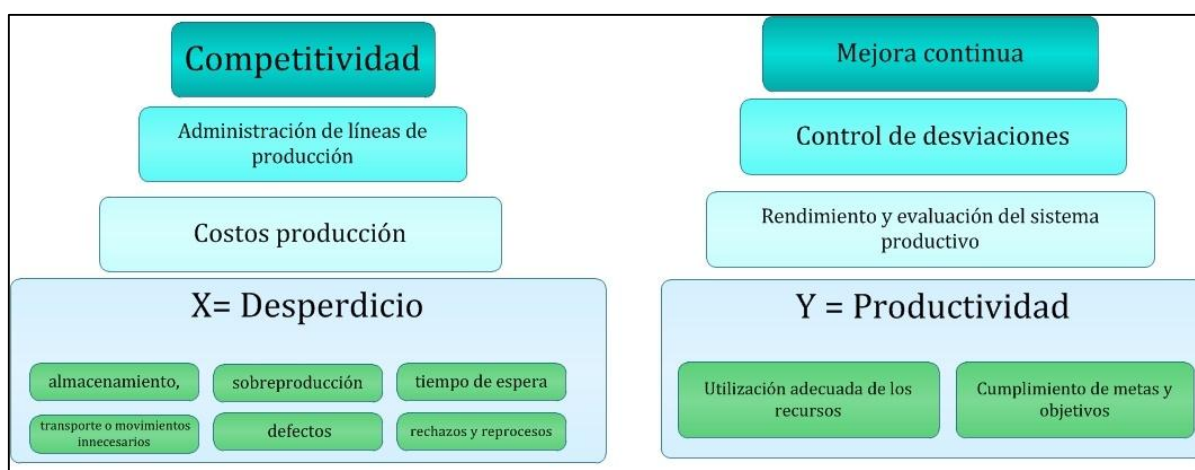 Competitividad
Administración de líneas de
producción
Costos producción
X= Desperdicio
almacenamiento,
sobreproducción
tiempo de espera
transporte o movimientos
innecesarios
defectos
rechazos y reprocesos
Mejora continua
Control de desviaciones
Rendimiento y evaluación del sistema
productivo
Y = Productividad
Utilización adecuada de los
recursos
Cumplimiento de metas y
objetivos